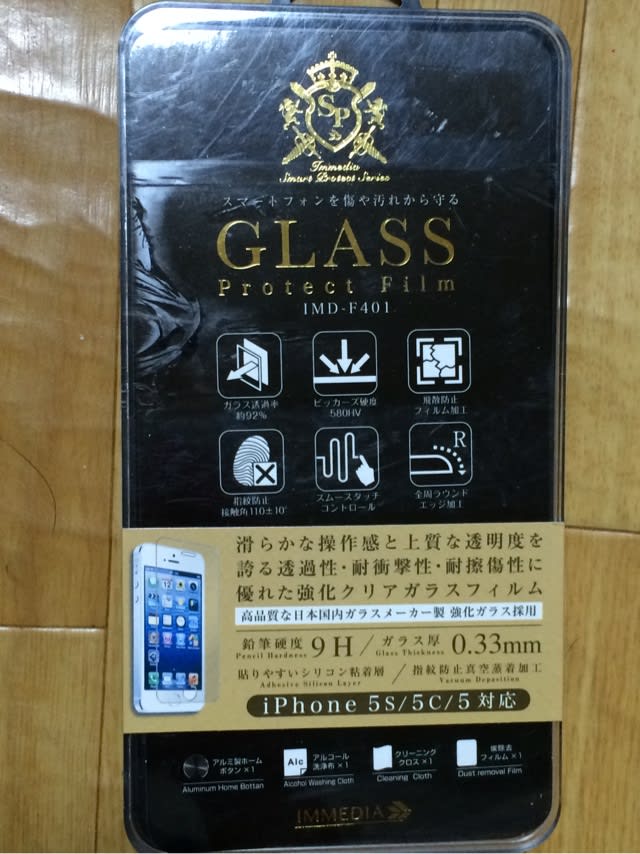 SP
Immedia
Smart Protect Series
スマートフォンを傷や汚れから守る
GLASS
Protect Film
IMD-F401
ガラス透過率
約92%
ビッカーズ硬度
580HV
飛散防止
フィルム加工
R
指紋防止
接触角110±10°
スムースタッチ
コントロール
全周ラウンド
エッジ加工
滑らかな操作感と上質な透明度を
誇る透過性・耐衝撃性・耐擦傷性に
優れた強化クリアガラスフィルム
高品質な日本国内ガラスメーカー製 強化ガラス採用
鉛筆硬度 9H / ガラス厚 0.33mm
Pencil Hardness Glass Thickness
貼りやすいシリコン粘着層 / 指紋防止真空蒸着加工
Adhesive Silicon Layer Vacuum Deposition
iPhone 5S/5C/5 対応
アルミ製ホーム
ボタン×1
Aluminum Home Bottan
Alc
アルコール
洗浄布×1
Alcohol Washing Cloth
クリーニング
クロス×1
Cleaning Cloth
埃除去
フィルム×1
Dust removal Film
IMMEDIA